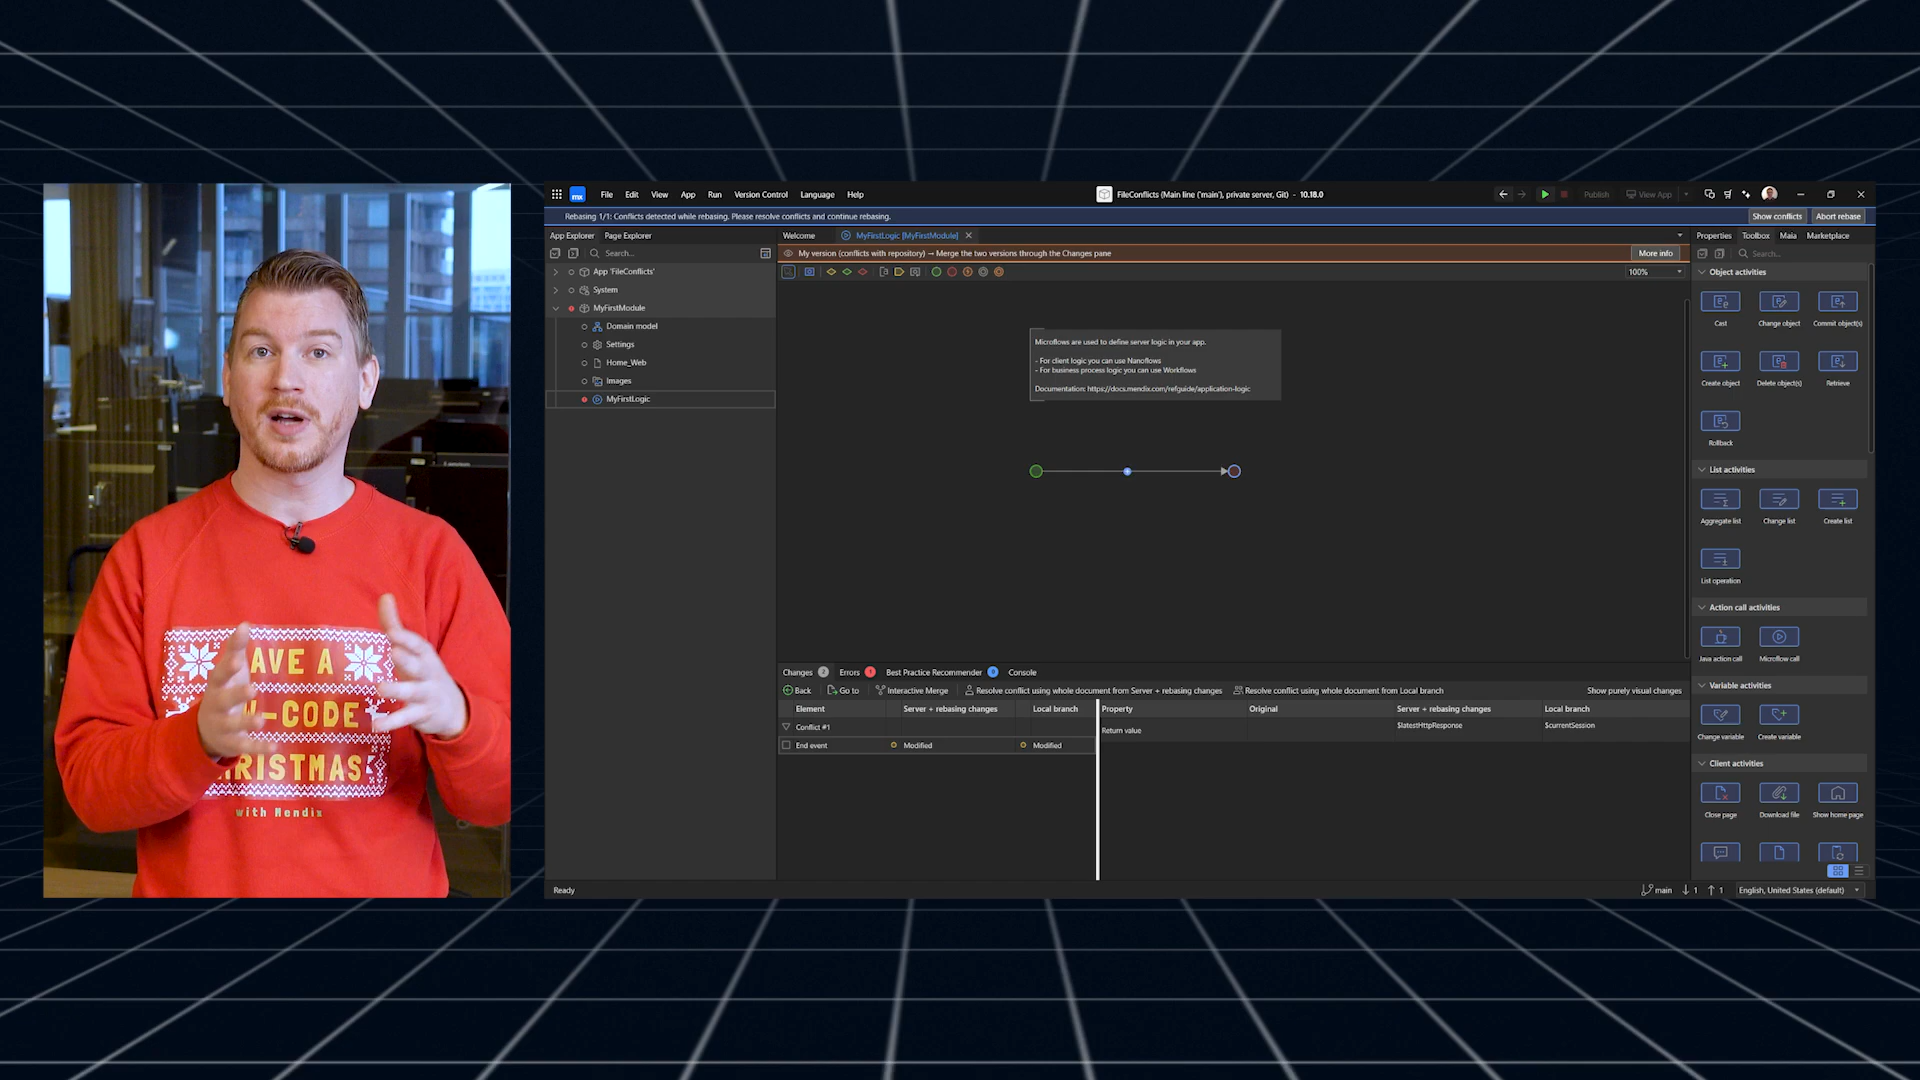 AVE A
W-CODE
RISTMAS
with Mendix
mx
File Edit View App Run Version Control Language Help
FileConflicts (Main line ('main'), private server, Git) - 10.18.0
Publish
View App
Rebasing 1/1: Conflicts detected while rebasing. Please resolve conflicts and continue rebasing.
Show conflicts
Abort rebase
App Explorer Page Explorer
Search...
App 'FileConflicts'
System
MyFirstModule
Domain model
Settings
Home_Web
Images
MyFirstLogic
Welcome
MyFirstLogic [MyFirstModule]
My version (conflicts with repository) → Merge the two versions through the Changes pane
More info
100%
Microflows are used to define server logic in your app.
- For client logic you can use Nanoflows
- For business process logic you can use Workflows
Documentation: https://docs.mendix.com/refguide/application-logic
Changes 2 Errors Best Practice Recommender Console
Back Go to Interactive Merge Resolve conflict using whole document from Server + rebasing changes Resolve conflict using whole document from Local branch Show purely visual changes
Element Server + rebasing changes Local branch
Conflict #1
End event Modified Modified
Property Original Server + rebasing changes Local branch
Return value $latestHttpResponse $currentSession
Properties Toolbox Maia Marketplace
Search...
Object activities
Cast Change object Commit object(s)
Create object Delete object(s) Retrieve
Rollback
List activities
Aggregate list Change list Create list
List operation
Action call activities
Java action call Microflow call
Variable activities
Change variable Create variable
Client activities
Close page Download file Show home page
Ready
main 1 1 English, United States (default)